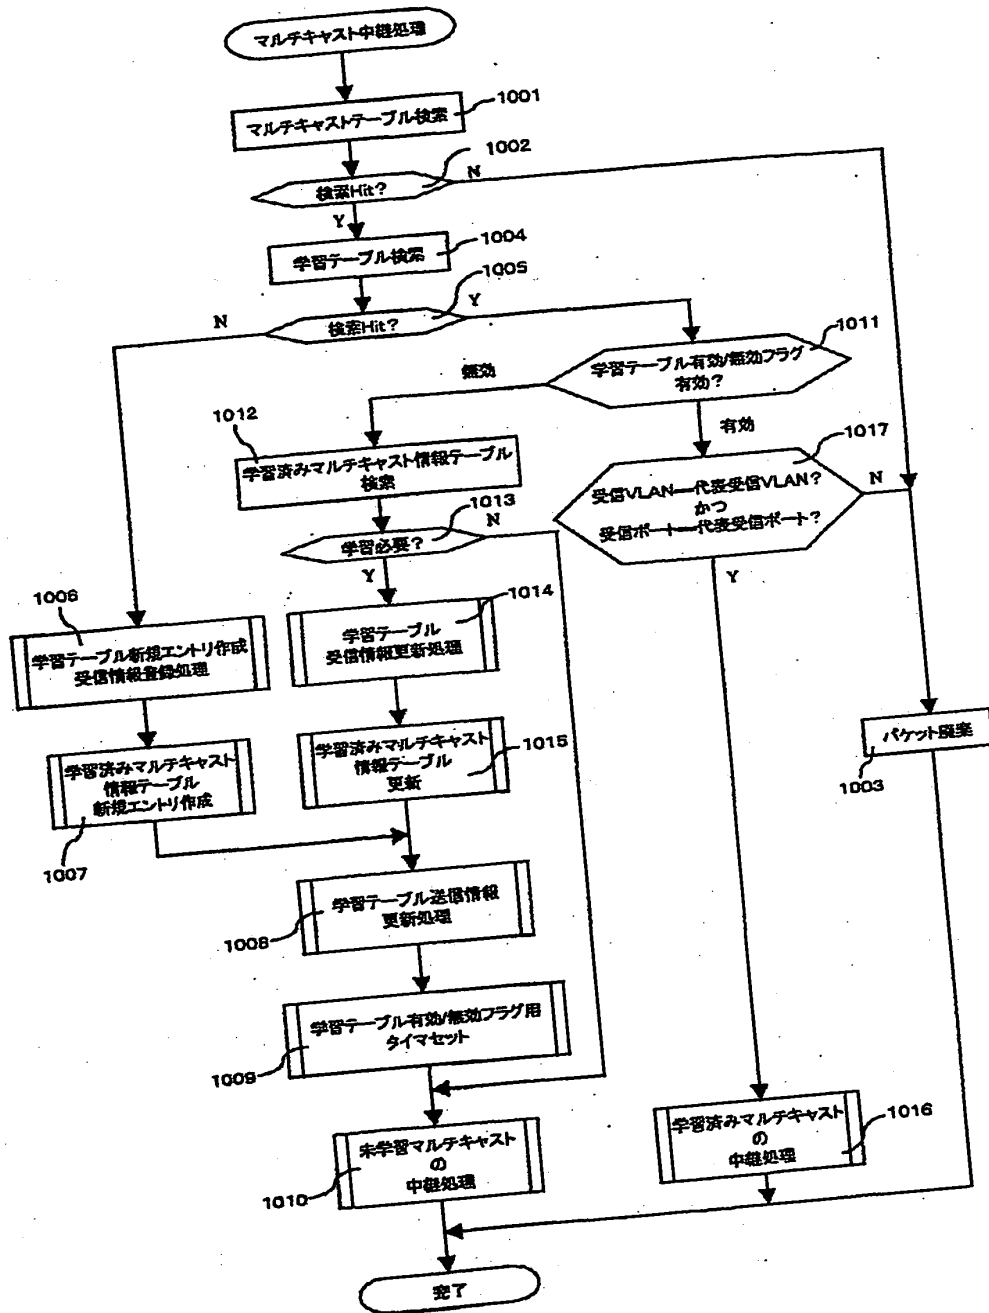 マルチキャスト中継処理
1001
マルチキャストテーブル検索
1002
検索Hit?
N
Y
1004
学習テーブル検索
1005
検索Hit?
N
Y
1011
学習テーブル有効/無効フラグ
有効?
無効
有効
1012
学習済みマルチキャスト情報テーブル
検索
1017
受信VLAN―代表受信VLAN?
かつ
受信ポート―代表受信ポート?
N
Y
1013
学習必要?
N
Y
1006
学習テーブル新規エントリ作成
受信情報登録処理
1014
学習テーブル
受信情報更新処理
1007
学習済みマルチキャスト
情報テーブル
新規エントリ作成
1015
学習済みマルチキャスト
情報テーブル
更新
パケット廃棄
1003
1008
学習テーブル送信情報
更新処理
1009
学習テーブル有効/無効フラグ用
タイマセット
1010
未学習マルチキャスト
の
中継処理
1016
学習済みマルチキャスト
の
中継処理
完了